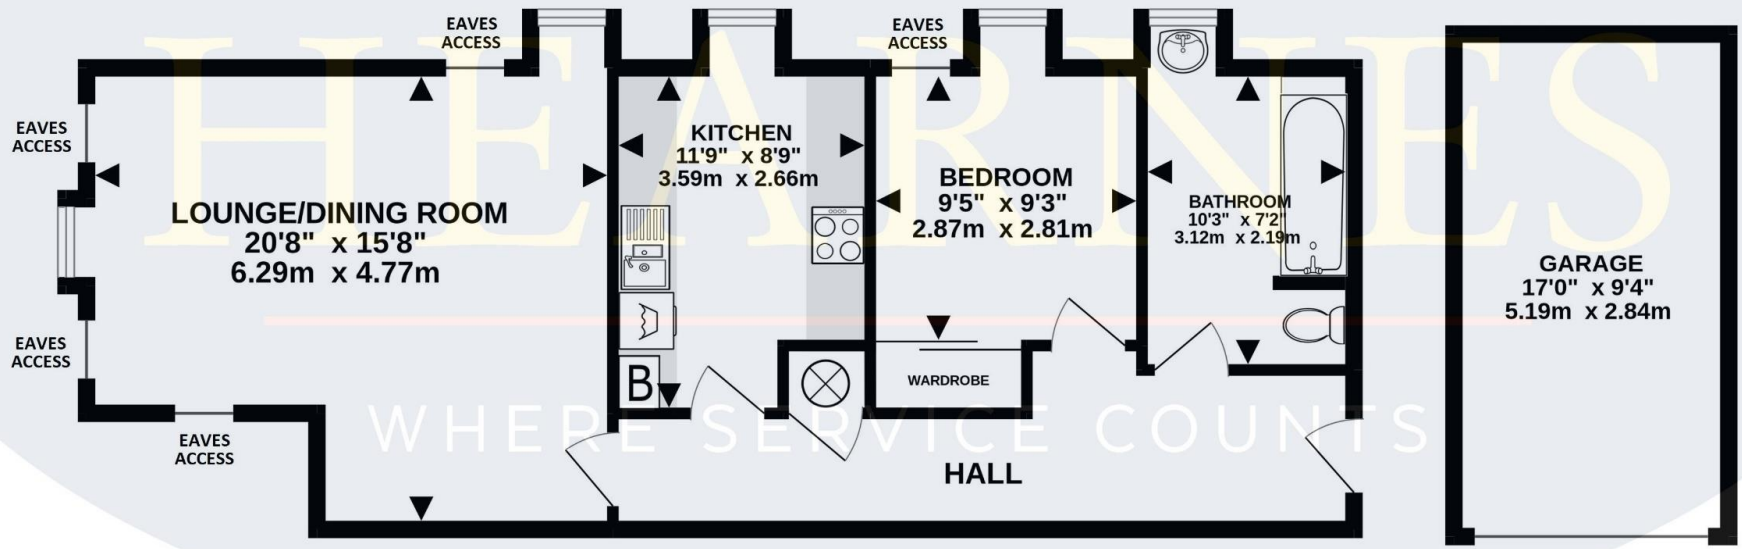 EAVES
ACCESS
EAVES
ACCESS
EAVES
ACCESS
EAVES
ACCESS
EAVES
ACCESS
LOUNGE/DINING ROOM
20'8" x 15'8"
6.29m x 4.77m
KITCHEN
11'9" x 8'9"
3.59m x 2.66m
B
BEDROOM
9'5" x 9'3"
2.87m x 2.81m
WARDROBE
BATHROOM
10'3" x 7'2"
3.12m x 2.19m
HALL
GARAGE
17'0" x 9'4"
5.19m x 2.84m
HEARNES
WHERE SERVICE COUNTS